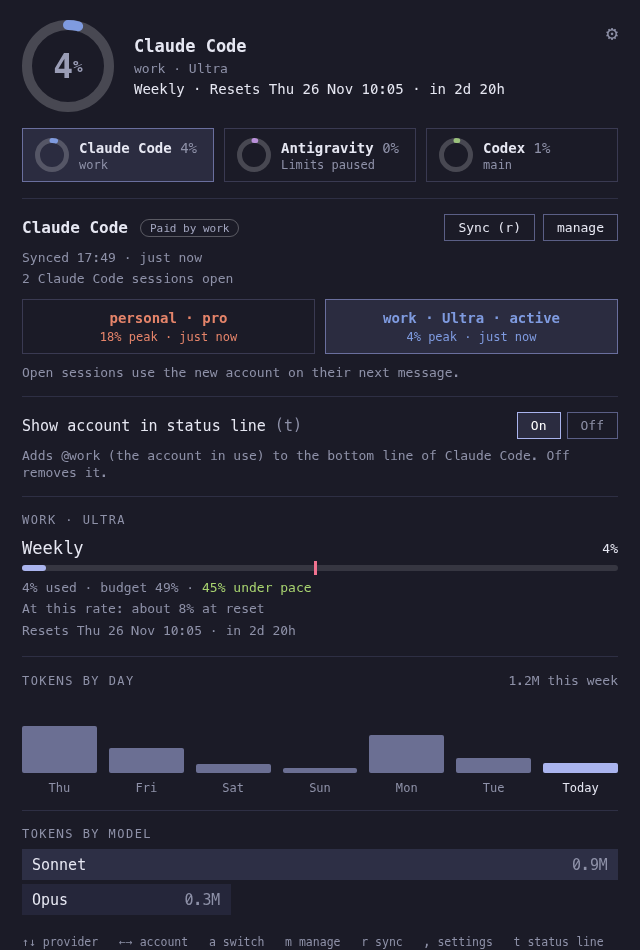 4%
Claude Code
work · Ultra
Weekly · Resets Thu 26 Nov 10:05 · in 2d 20h
Claude Code 4%
work
Antigravity 0%
Limits paused
Codex 1%
main
Claude Code Paid by work
Sync (r) manage
Synced 17:49 · just now
2 Claude Code sessions open
personal · pro
18% peak · just now
work · Ultra · active
4% peak · just now
Open sessions use the new account on their next message.
Show account in status line (t)
On Off
Adds @work (the account in use) to the bottom line of Claude Code. Off
removes it.
WORK · ULTRA
Weekly 4%
4% used · budget 49% · 45% under pace
At this rate: about 8% at reset
Resets Thu 26 Nov 10:05 · in 2d 20h
TOKENS BY DAY 1.2M this week
Thu Fri Sat Sun Mon Tue Today
TOKENS BY MODEL
Sonnet 0.9M
Opus 0.3M
↑↓ provider ←→ account a switch m manage r sync , settings t status line